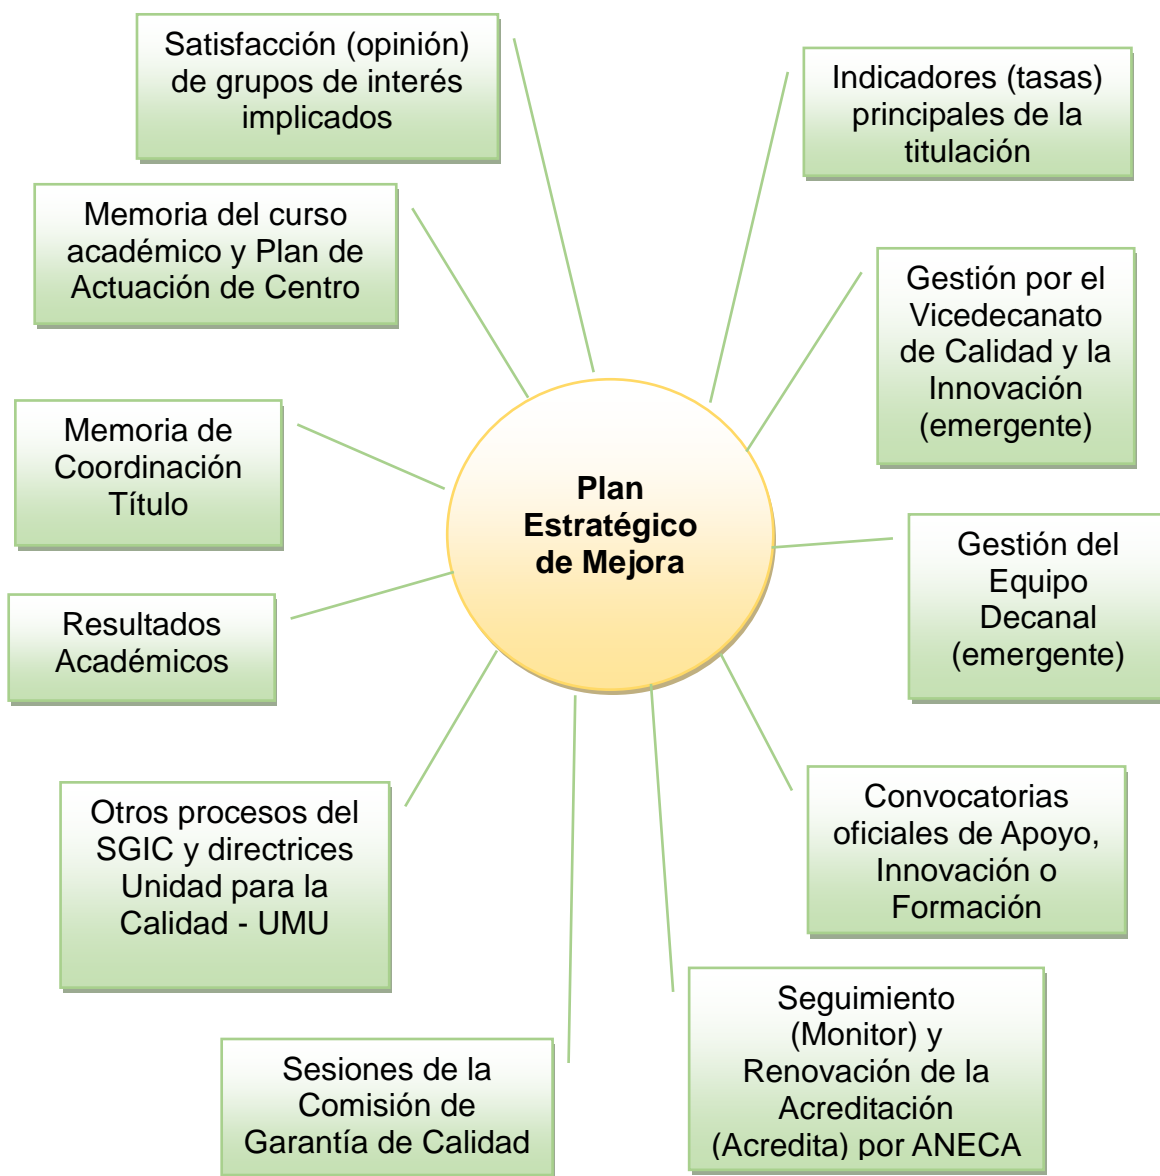 Satisfacción (opinión)
de grupos de interés
implicados
Indicadores (tasas)
principales de la
titulación
Memoria del curso
académico y Plan de
Actuación de Centro
Gestión por el
Vicedecanato
de Calidad y la
Innovación
(emergente)
Memoria de
Coordinación
Título
Plan
Estratégico
de Mejora
Gestión del
Equipo
Decanal
(emergente)
Resultados
Académicos
Otros procesos del
SGIC y directrices
Unidad para la
Calidad - UMU
Convocatorias
oficiales de Apoyo,
Innovación o
Formación
Sesiones de la
Comisión de
Garantía de Calidad
Seguimiento
(Monitor) y
Renovación de la
Acreditación
(Acredita) por ANECA